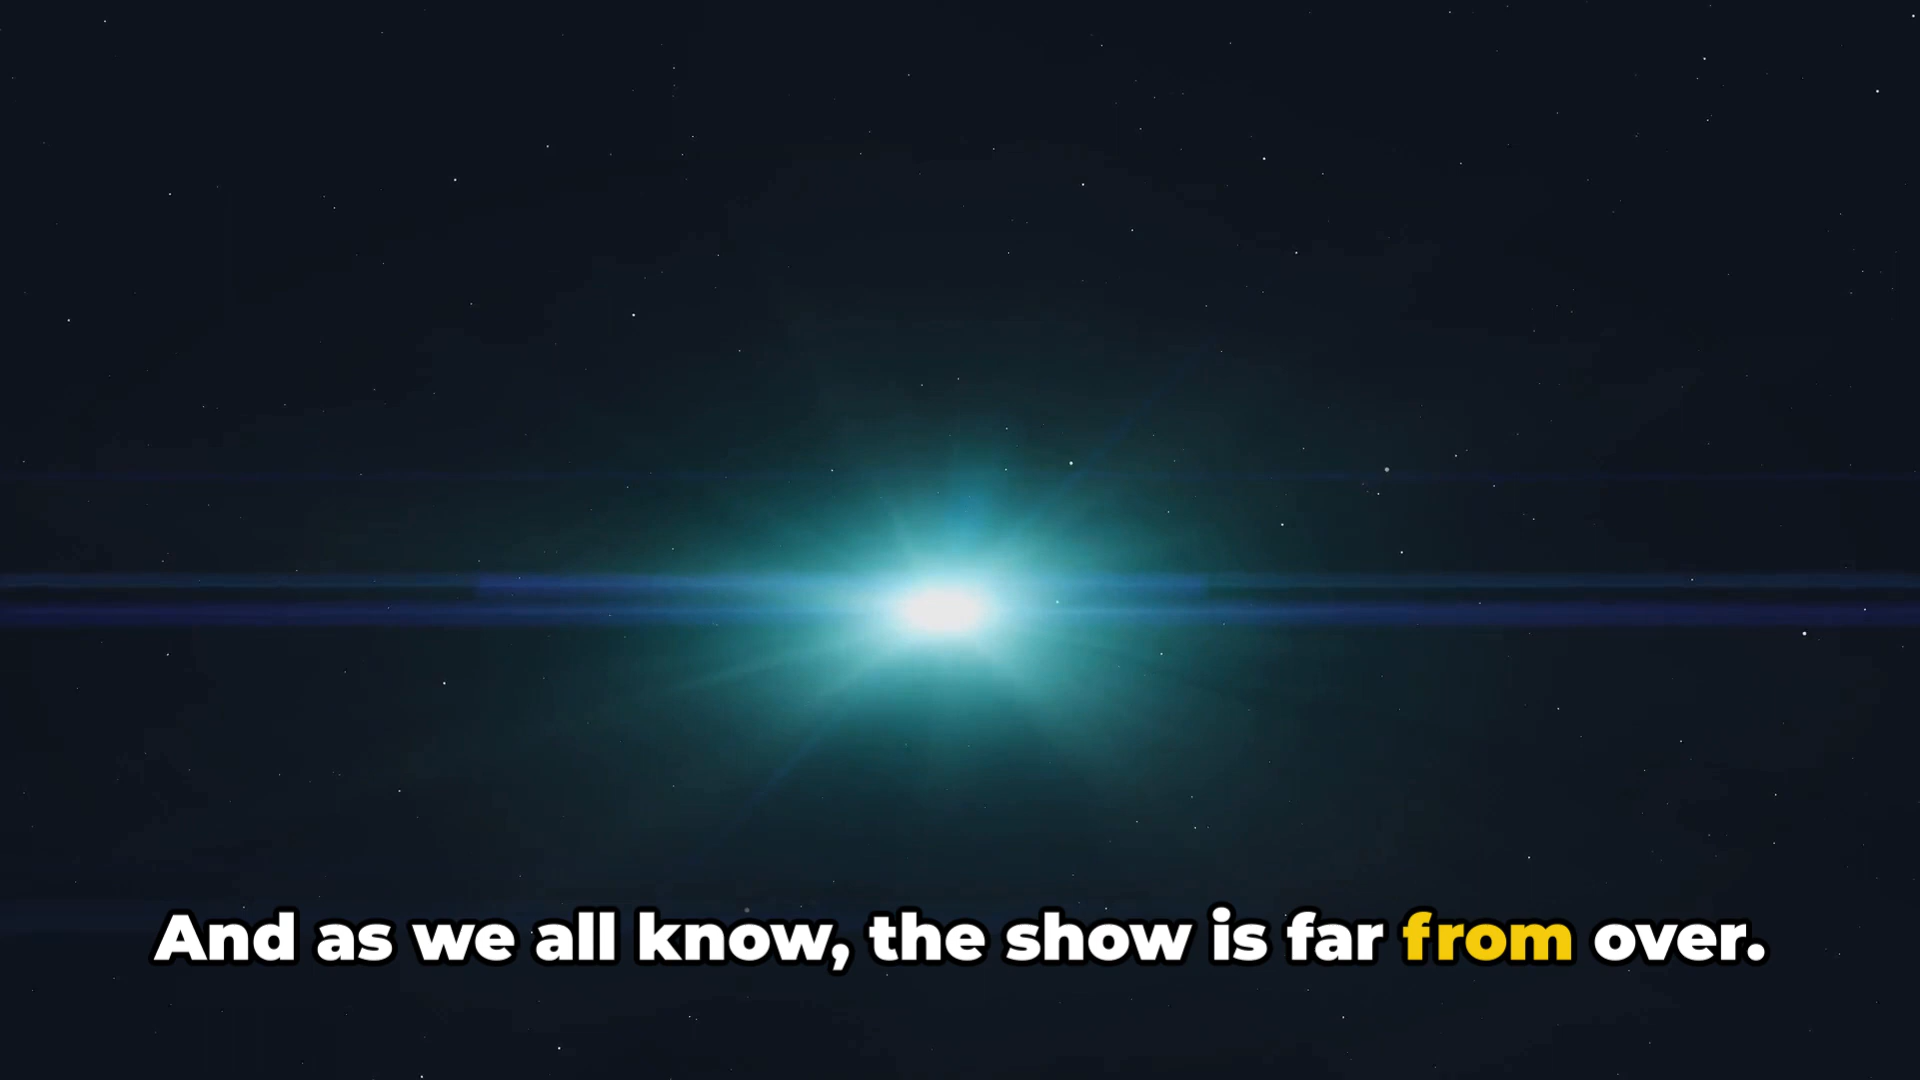 And as we all know, the show is far from over.